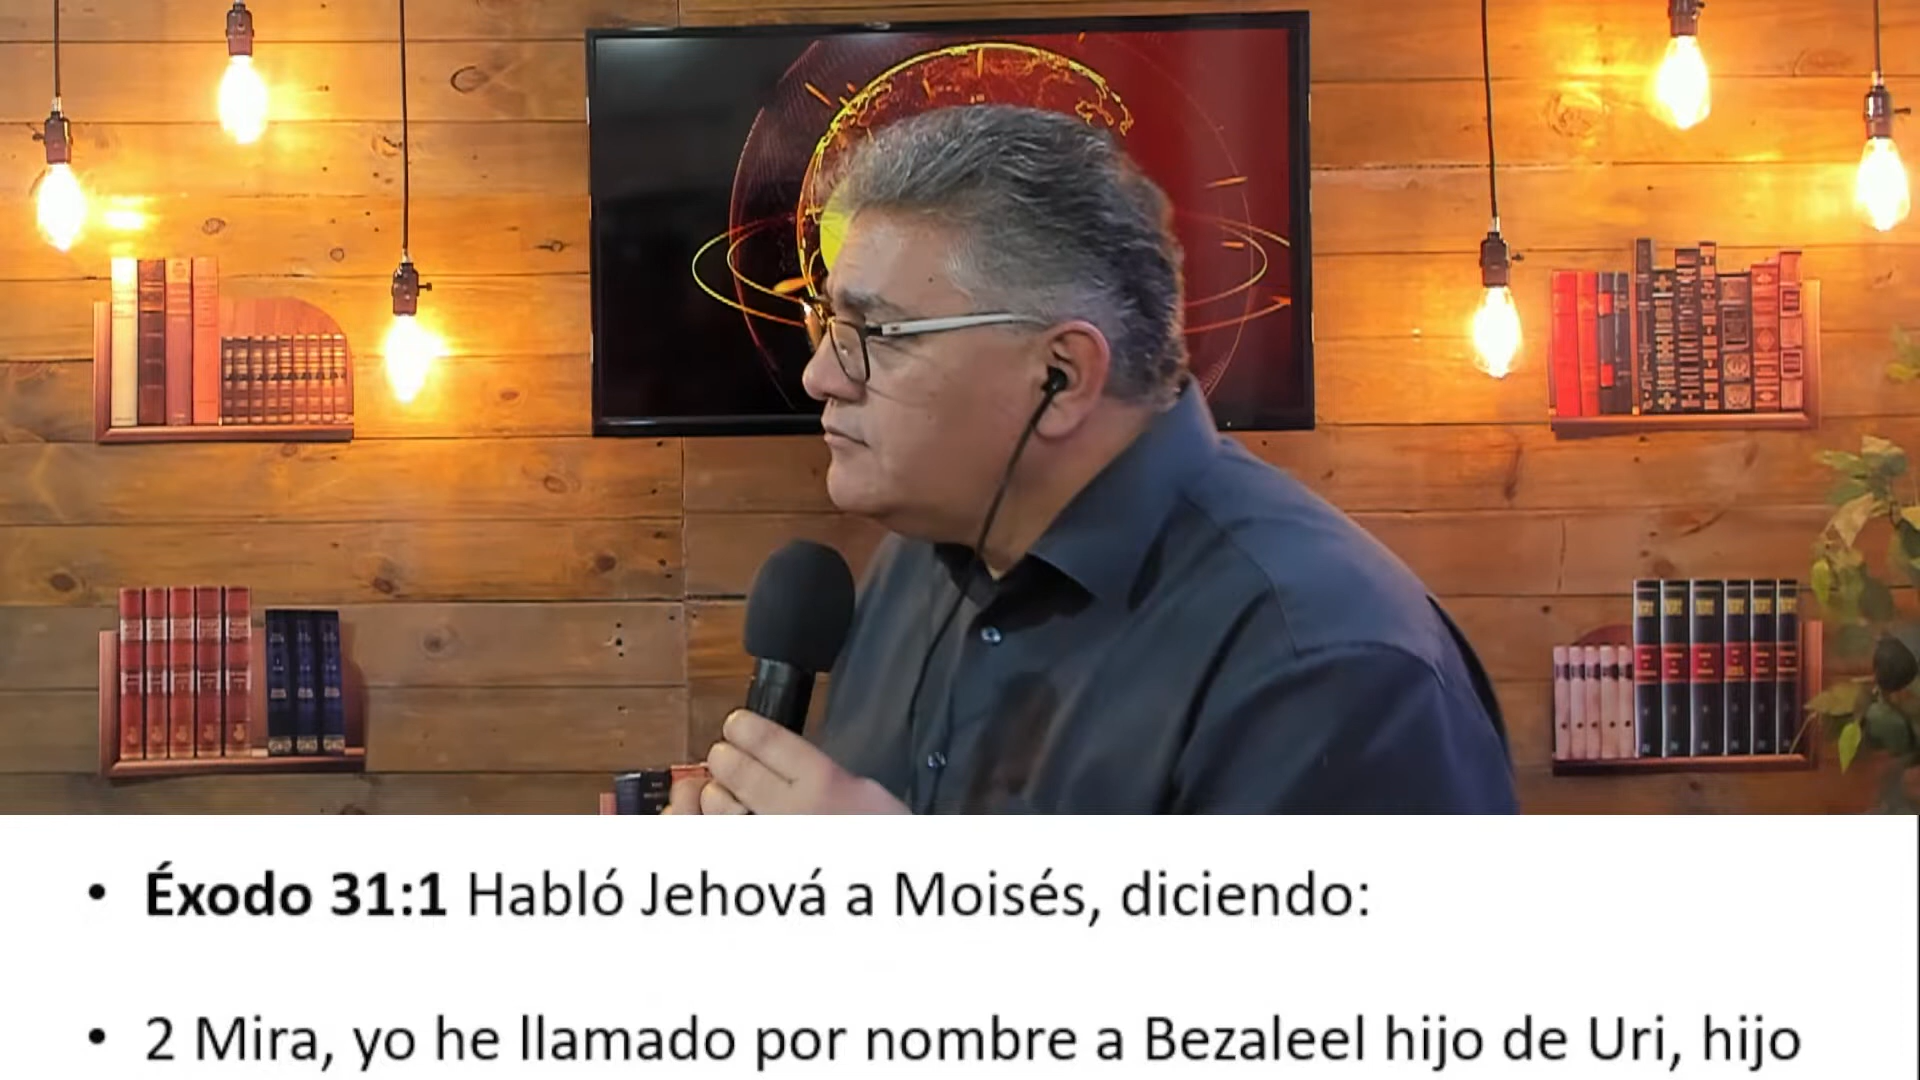 • Éxodo 31:1 Habló Jehová a Moisés, diciendo:
• 2 Mira, yo he llamado por nombre a Bezaleel hijo de Uri, hijo